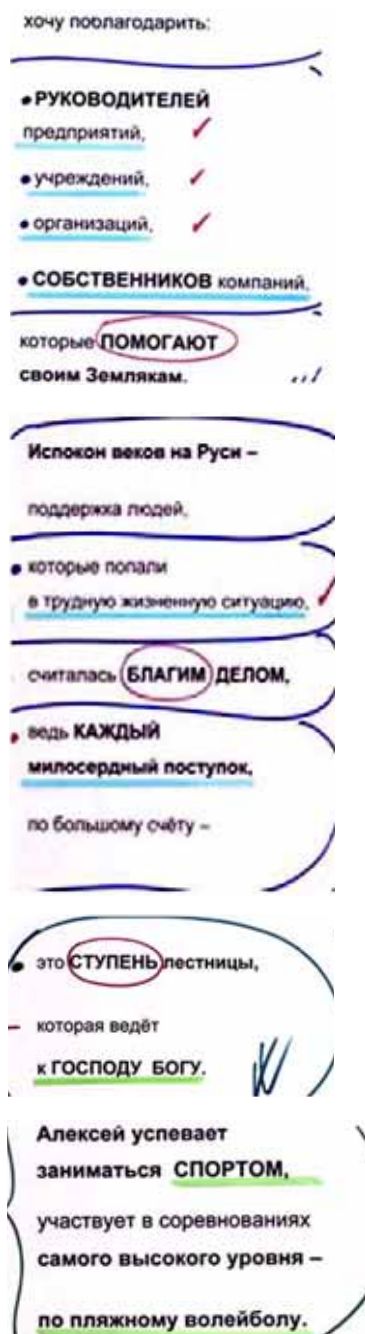 хочу поблагодарить:
• РУКОВОДИТЕЛЕЙ
предприятий,
• учреждений,
• организаций,
• СОБСТВЕННИКОВ компаний,
которые ПОМОГАЮТ
своим Землякам.
Испокон веков на Руси –
поддержка людей,
• которые попали
в трудную жизненную ситуацию,
считалась БЛАГИМ ДЕЛОМ,
ведь КАЖДЫЙ
милосердный поступок,
по большому счёту –
это СТУПЕНЬ лестницы,
которая ведёт
к ГОСПОДУ БОГУ.
Алексей успевает
заниматься СПОРТОМ,
участвует в соревнованиях
самого высокого уровня –
по пляжному волейболу.